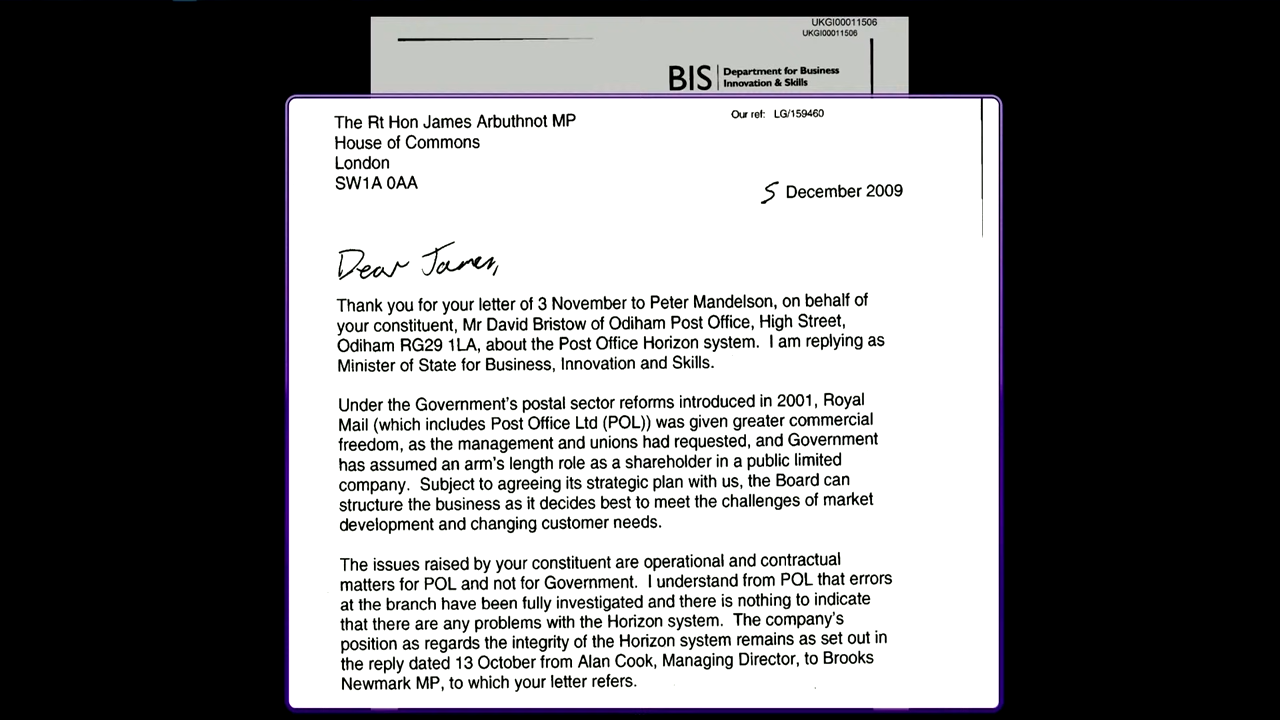 UKGI00011506
UKGI00011506
BIS
Department for Business
Innovation & Skills
Our ref: LG/159460
The Rt Hon James Arbuthnot MP
House of Commons
London
SW1A 0AA
5 December 2009
Dear James,
Thank you for your letter of 3 November to Peter Mandelson, on behalf of
your constituent, Mr David Bristow of Odiham Post Office, High Street,
Odiham RG29 1LA, about the Post Office Horizon system. I am replying as
Minister of State for Business, Innovation and Skills.
Under the Government's postal sector reforms introduced in 2001, Royal
Mail (which includes Post Office Ltd (POL)) was given greater commercial
freedom, as the management and unions had requested, and Government
has assumed an arm's length role as a shareholder in a public limited
company. Subject to agreeing its strategic plan with us, the Board can
structure the business as it decides best to meet the challenges of market
development and changing customer needs.
The issues raised by your constituent are operational and contractual
matters for POL and not for Government. I understand from POL that errors
at the branch have been fully investigated and there is nothing to indicate
that there are any problems with the Horizon system. The company's
position as regards the integrity of the Horizon system remains as set out in
the reply dated 13 October from Alan Cook, Managing Director, to Brooks
Newmark MP, to which your letter refers.